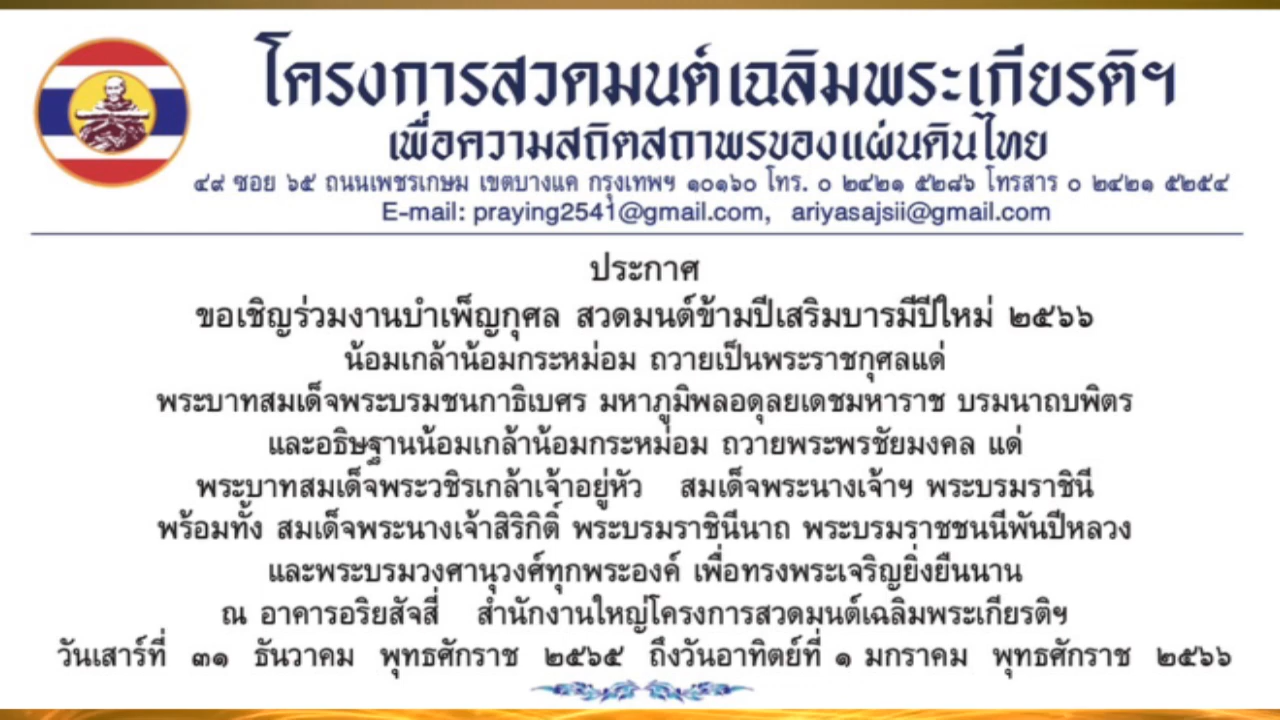 โครงการสวดมนต์เฉลิมพระเกียรติฯ
เพื่อความสถิตสถาพรของแผ่นดินไทย
๔๙ ซอย ๖๕ ถนนเพชรเกษม เขตบางแค กรุงเทพฯ ๑๐๑๖๐ โทร. ๐ ๒๔๒๑ ๕๒๘๖ โทรสาร ๐ ๒๔๒๑ ๕๒๕๔
E-mail: praying2541@gmail.com, ariyasajsii@gmail.com
ประกาศ
ขอเชิญร่วมงานบำเพ็ญกุศล สวดมนต์ข้ามปีเสริมบารมีปีใหม่ ๒๕๖๖
น้อมเกล้าน้อมกระหม่อม ถวายเป็นพระราชกุศลแด่
พระบาทสมเด็จพระบรมชนกาธิเบศร มหาภูมิพลอดุลยเดชมหาราช บรมนาถบพิตร
และอธิษฐานน้อมเกล้าน้อมกระหม่อม ถวายพระพรชัยมงคล แด่
พระบาทสมเด็จพระวชิรเกล้าเจ้าอยู่หัว สมเด็จพระนางเจ้าฯ พระบรมราชินี
พร้อมทั้ง สมเด็จพระนางเจ้าสิริกิติ์ พระบรมราชินีนาถ พระบรมราชชนนีพันปีหลวง
และพระบรมวงศานุวงศ์ทุกพระองค์ เพื่อทรงพระเจริญยิ่งยืนนาน
ณ อาคารอริยสัจสี่ สำนักงานใหญ่โครงการสวดมนต์เฉลิมพระเกียรติฯ
วันเสาร์ที่ ๓๑ ธันวาคม พุทธศักราช ๒๕๖๕ ถึงวันอาทิตย์ที่ ๑ มกราคม พุทธศักราช ๒๕๖๖